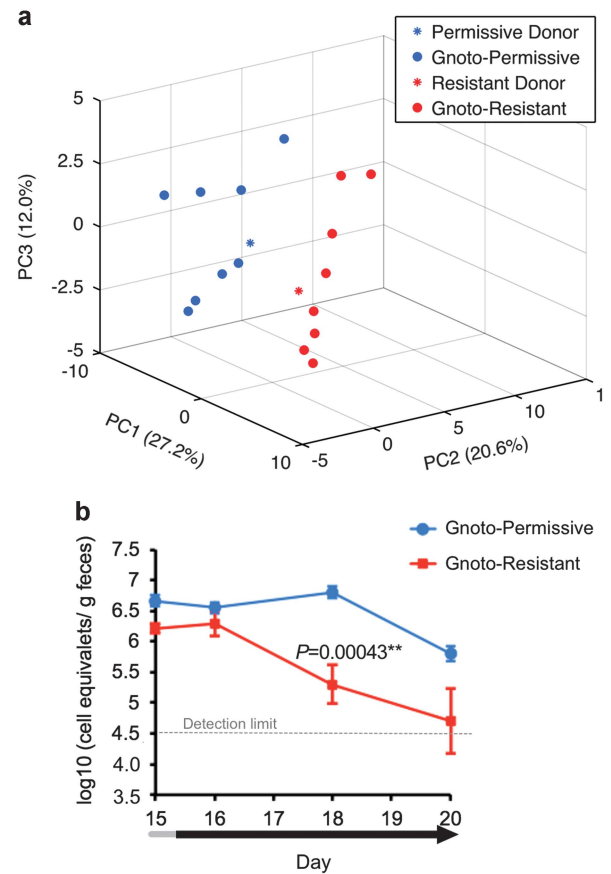 a
Permissive Donor
Gnoto-Permissive
Resistant Donor
Gnoto-Resistant
5
2.5
0
-2.5
-5
PC3 (12.0%)
-10
0
10
PC1 (27.2%)
-5
0
5
10
1
PC2 (20.6%)
b
Gnoto-Permissive
Gnoto-Resistant
7.5
7
6.5
6
5.5
5
4.5
4.0
3.5
log10 (cell equivalets/ g feces)
P=0.00043**
Detection limit
15 16 17 18 19 20
Day